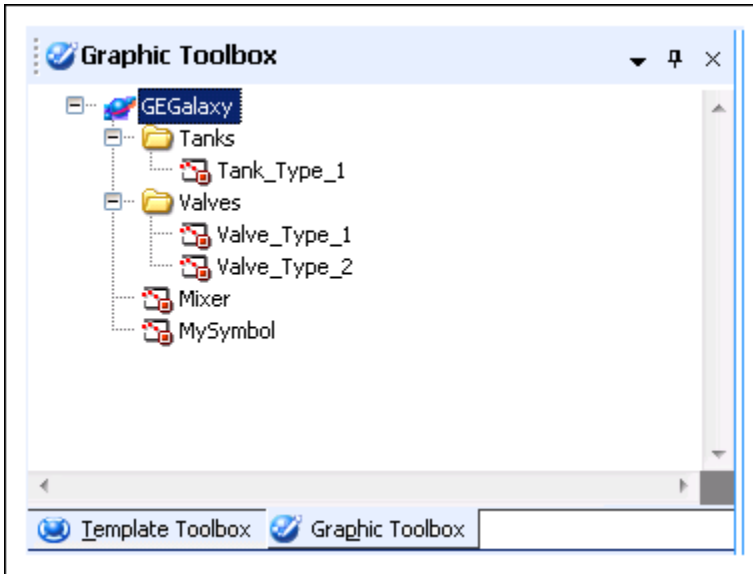 Graphic Toolbox
GEGalaxy
Tanks
Tank_Type_1
Valves
Valve_Type_1
Valve_Type_2
Mixer
MySymbol
Template Toolbox
Graphic Toolbox